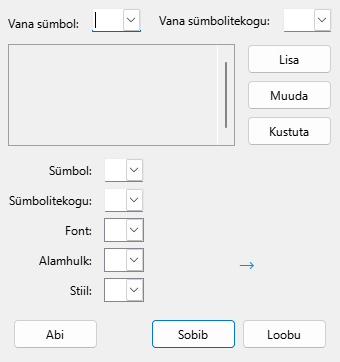 Vana sümbol: Vana sümbolitekogu:
Lisa
Muuda
Kustuta
Sümbol:
Sümbolitekogu:
Font:
Alamhulk:
→
Stiil:
Abi Sobib Loobu